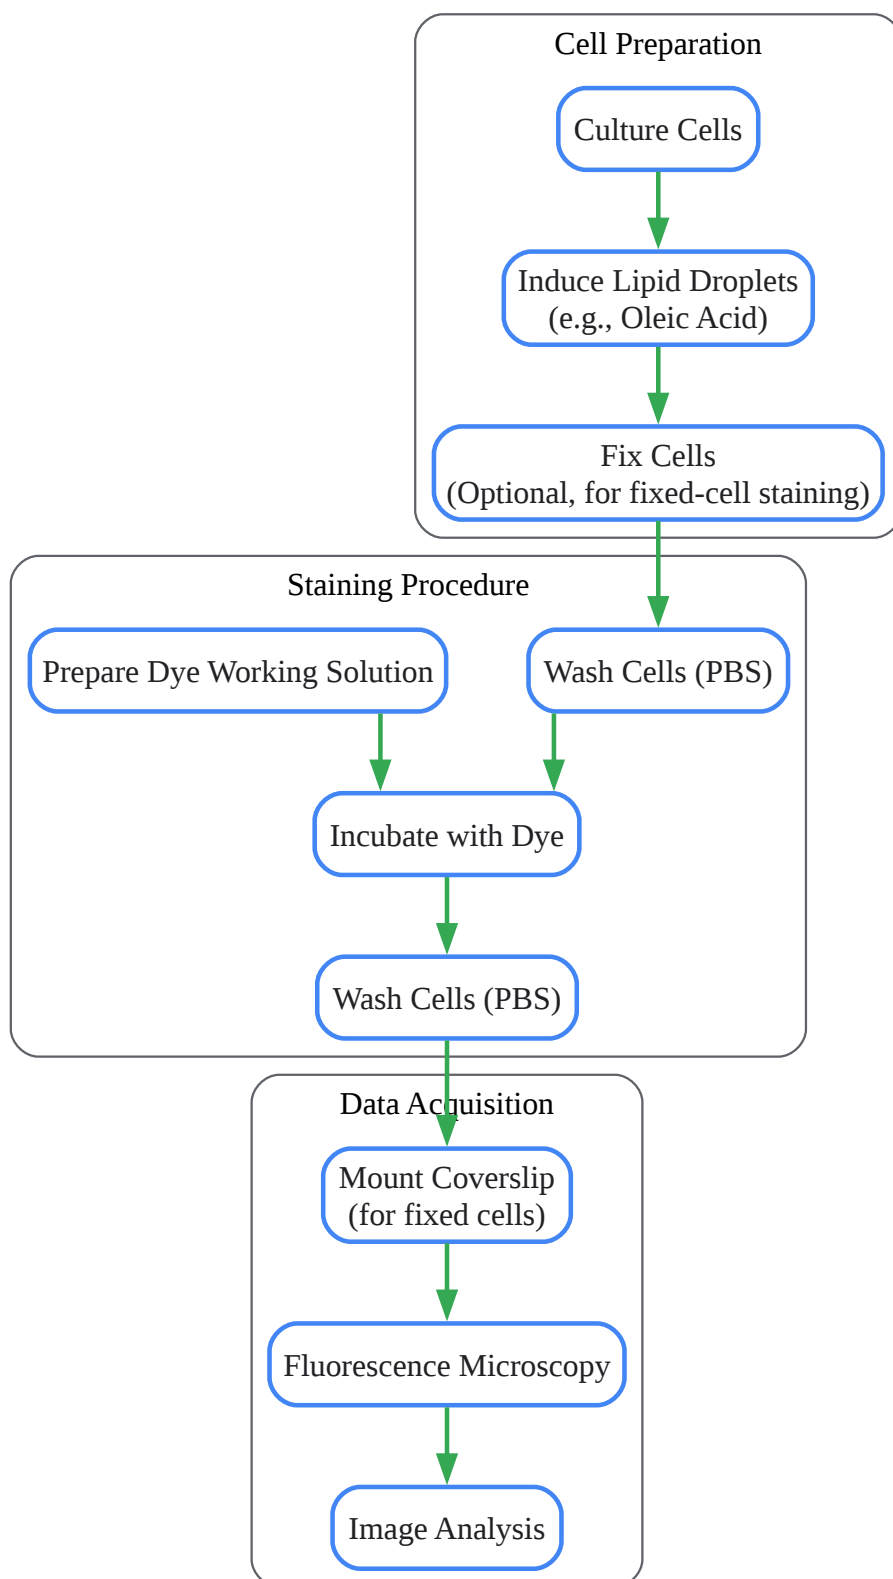 Cell Preparation
Culture Cells
Induce Lipid Droplets
(e.g., Oleic Acid)
Fix Cells
(Optional, for fixed-cell staining)
Staining Procedure
Prepare Dye Working Solution
Wash Cells (PBS)
Incubate with Dye
Wash Cells (PBS)
Data Acquisition
Mount Coverslip
(for fixed cells)
Fluorescence Microscopy
Image Analysis